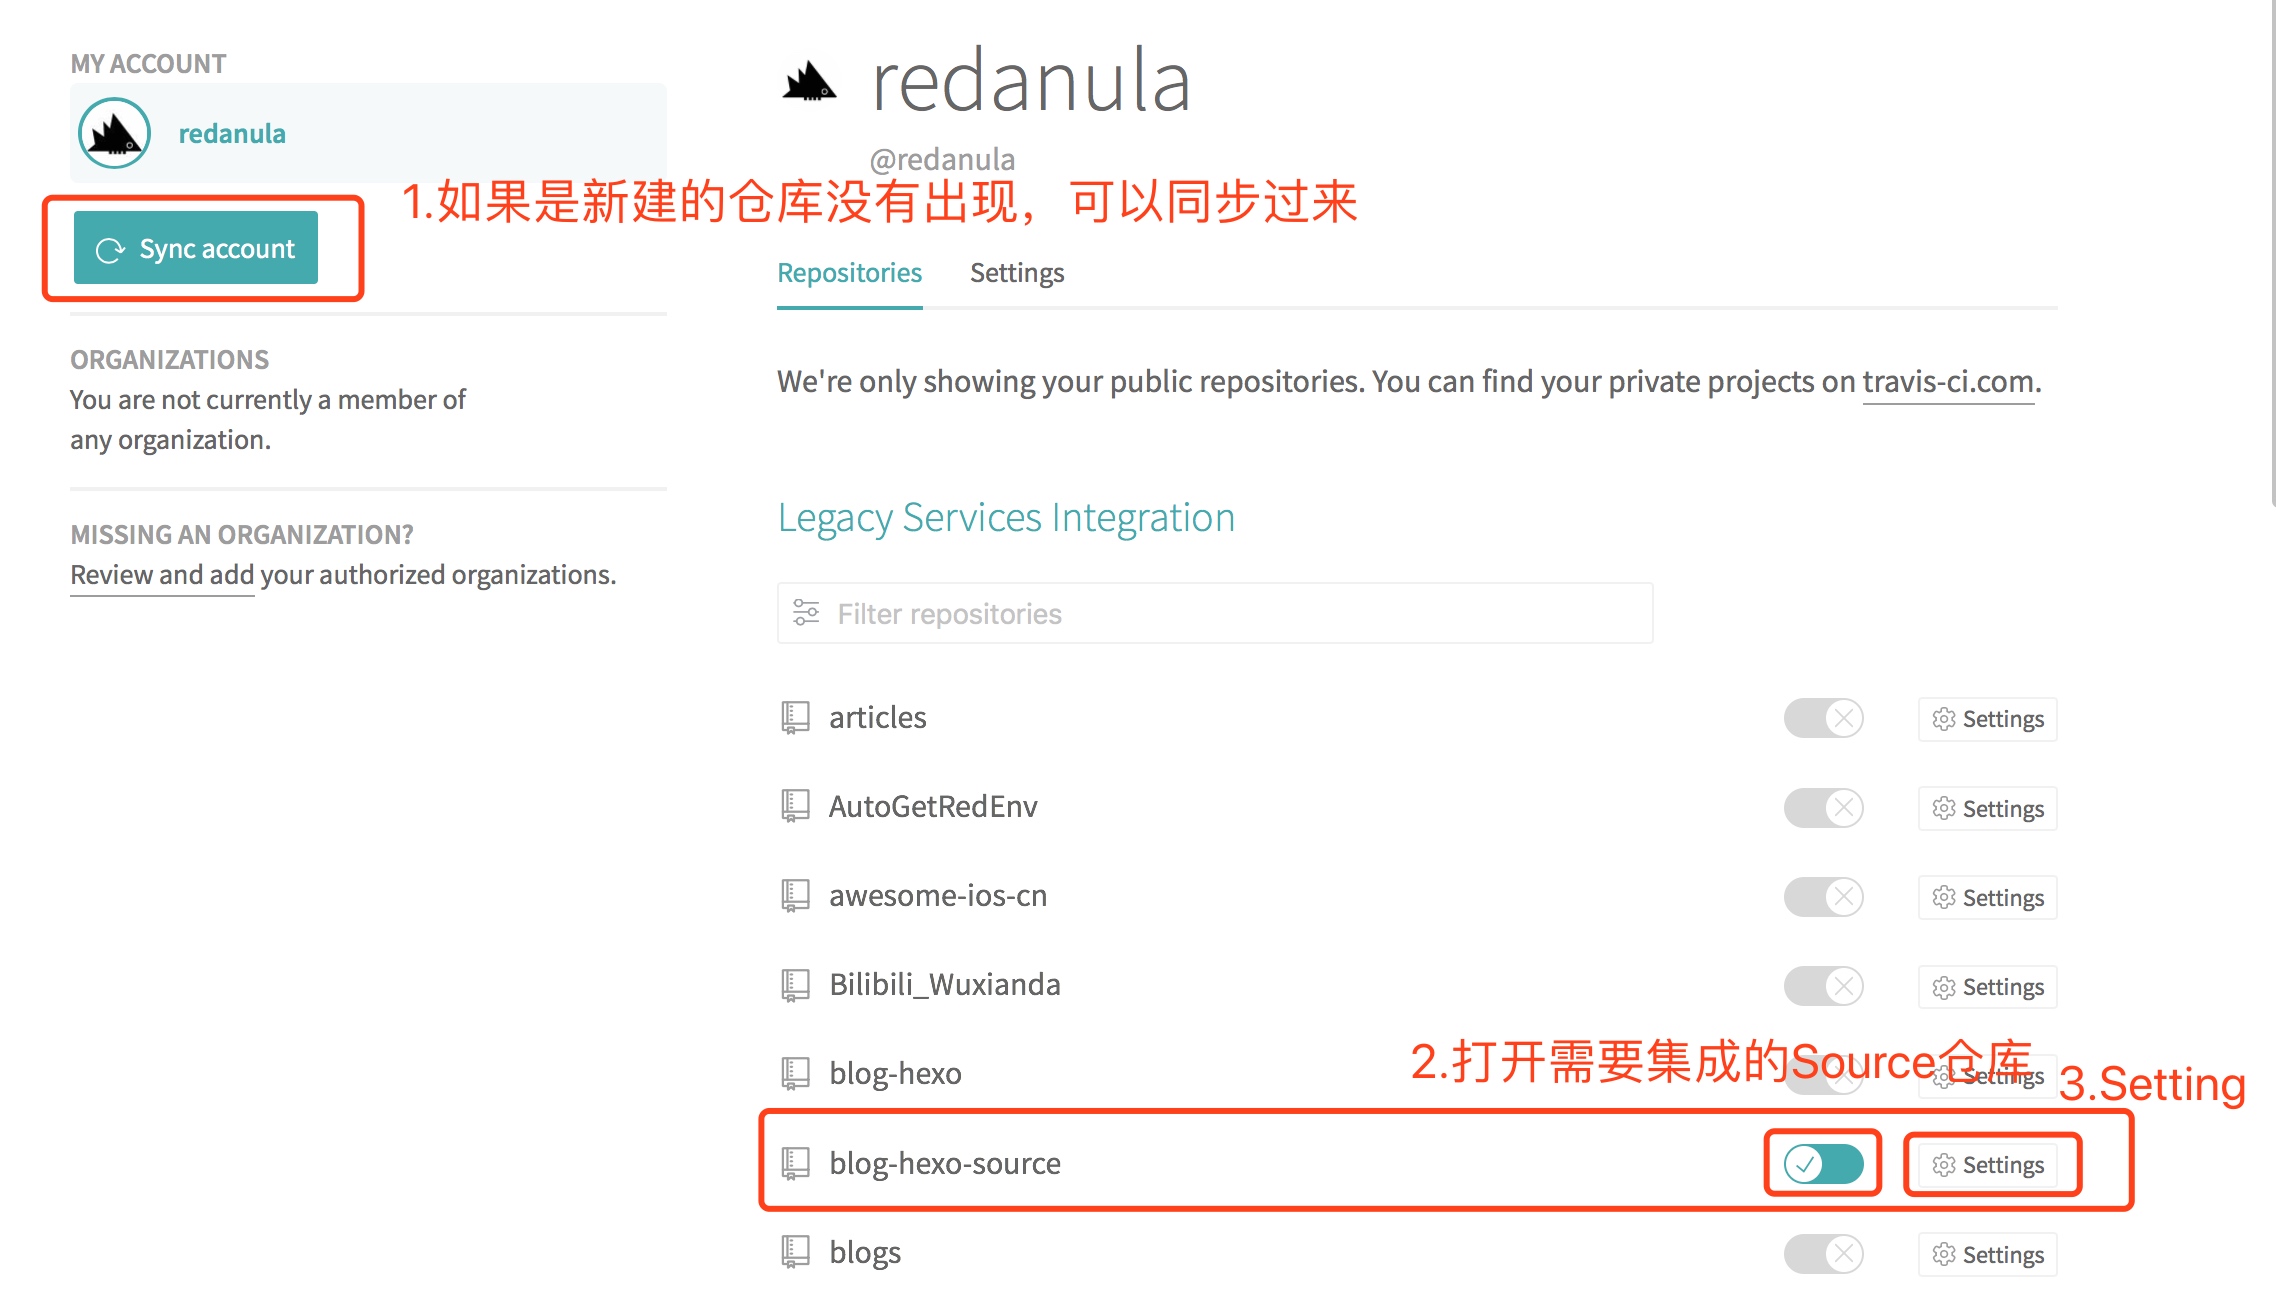 MY ACCOUNT
redanula
Sync account
ORGANIZATIONS
You are not currently a member of
any organization.
MISSING AN ORGANIZATION?
Review and add your authorized organizations.
redanula
@redanula
1.如果是新建的仓库没有出现，可以同步过来
Repositories Settings
We're only showing your public repositories. You can find your private projects on travis-ci.com.
Legacy Services Integration
Filter repositories
articles Settings
AutoGetRedEnv Settings
awesome-ios-cn Settings
Bilibili_Wuxianda Settings
2.打开需要集成的Source仓库
blog-hexo Settings
3.Setting
blog-hexo-source Settings
blogs Settings